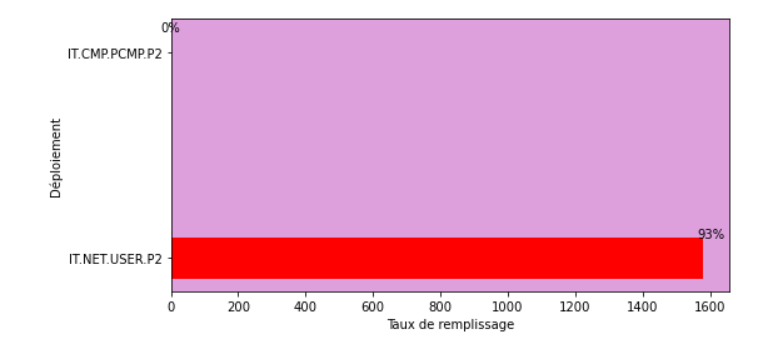 0%
IT.CMP.PCMP.P2
Déploiement
93%
IT.NET.USER.P2
0 200 400 600 800 1000 1200 1400 1600
Taux de remplissage